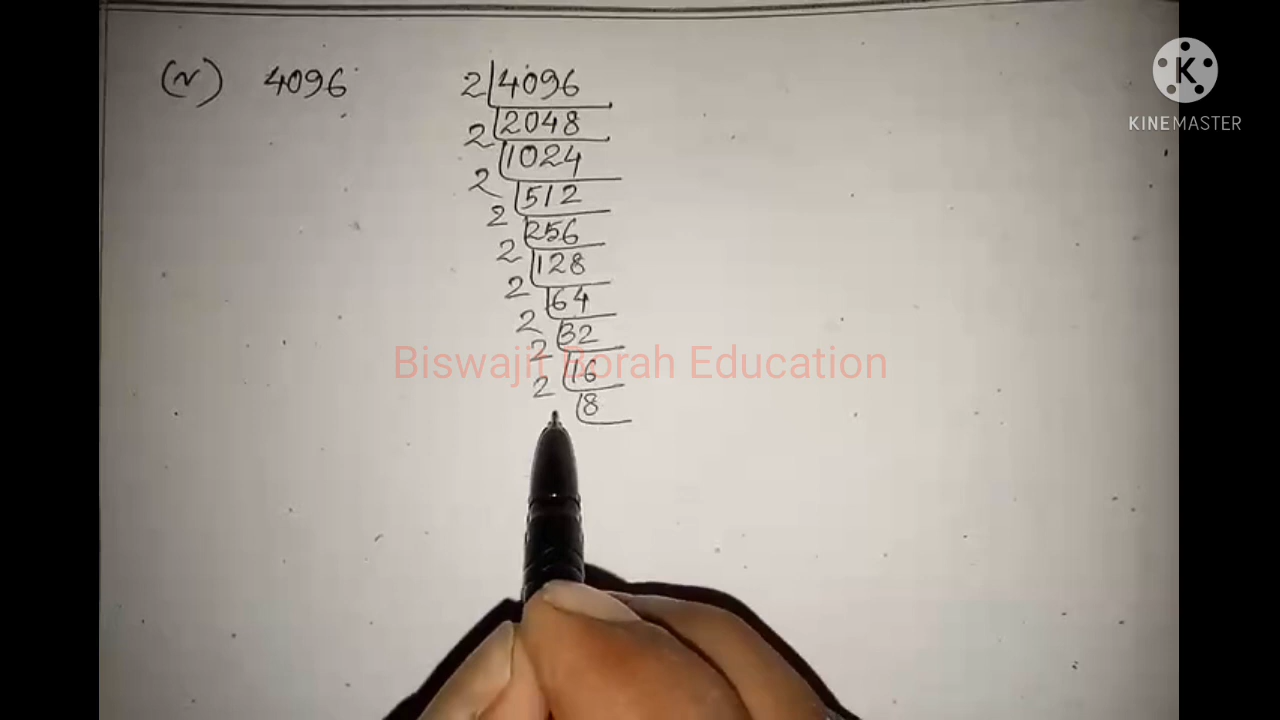 (v) 4096 2 4096
2 2048
2 1024
2 512
2 256
2 128
2 64
2 32
2 16
8
Biswajit Borah Education
K
KINEMASTER